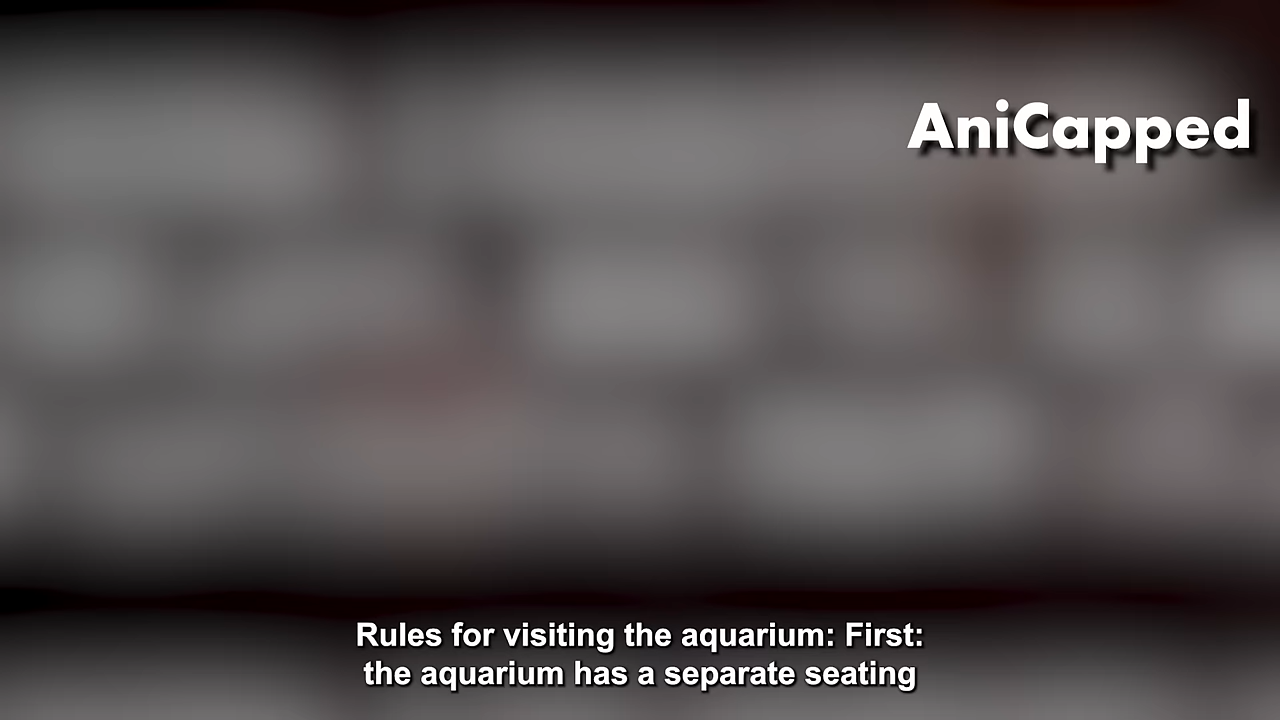 AniCapped
Rules for visiting the aquarium: First:
the aquarium has a separate seating